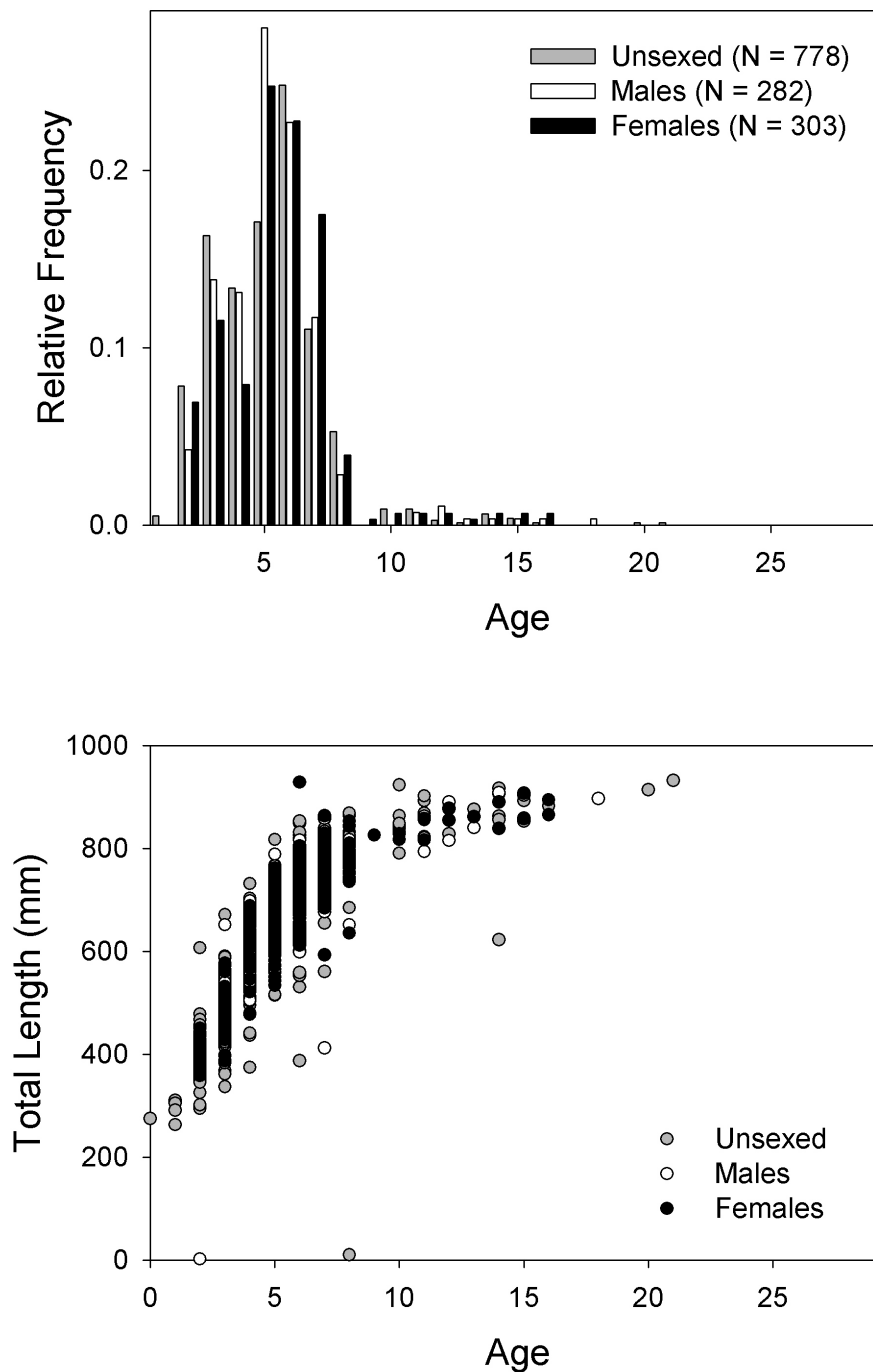 Unsexed (N = 778)
Males (N = 282)
Females (N = 303)
Relative Frequency
0.2
0.1
0.0
5 10 15 20 25
Age
Total Length (mm)
1000
800
600
400
200
0
Unsexed
Males
Females
0 5 10 15 20 25
Age